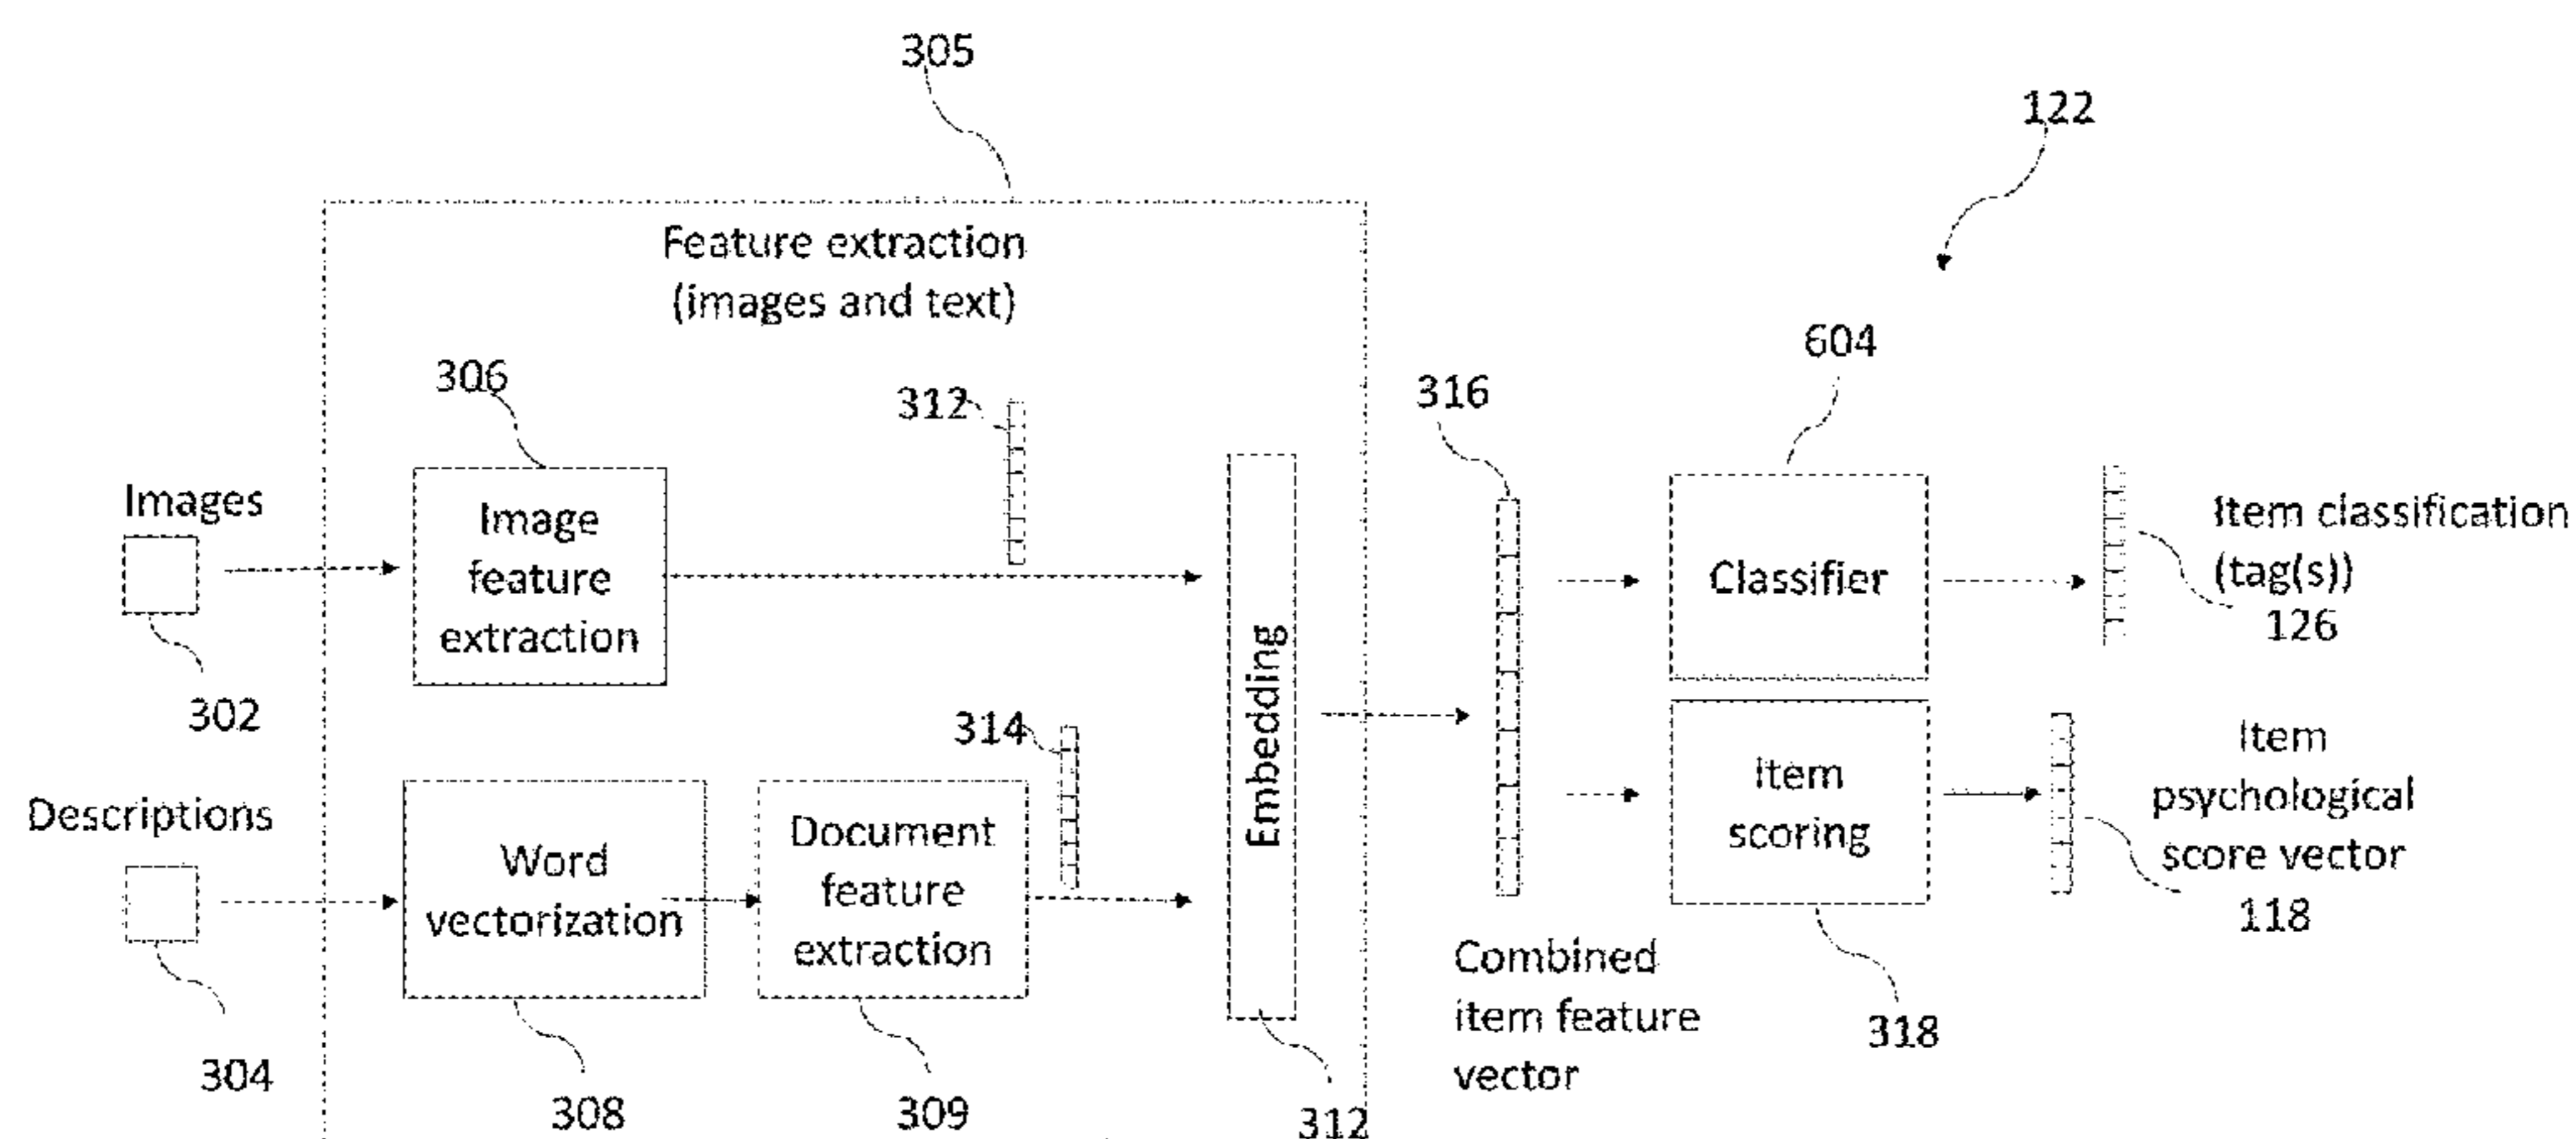 305
122
Feature extraction
(images and text)
604
306
312
316
Images
Image
feature
extraction
Classifier
Item classification
(tag(s))
126
302
314
Embedding
Item
scoring
Item
psychological
score vector
118
Descriptions
Word
vectorization
Document
feature
extraction
Combined
item feature
vector
318
304
308
309
312